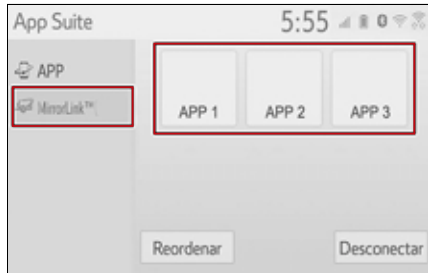 App Suite 5:55
APP
MirrorLink™
APP 1 APP 2 APP 3
Reordenar Desconectar